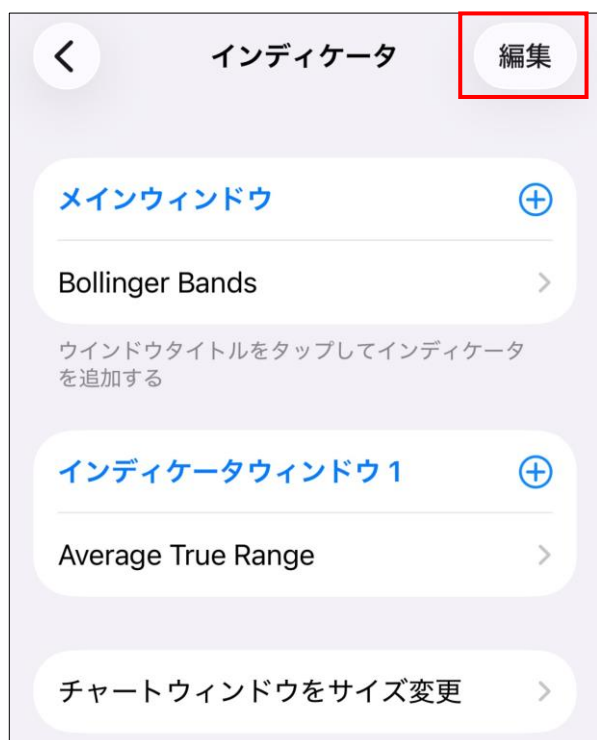 インディケータ
編集
メインウィンドウ
Bollinger Bands
ウインドウタイトルをタップしてインディケータ
を追加する
インディケータウィンドウ 1
Average True Range
チャートウィンドウをサイズ変更